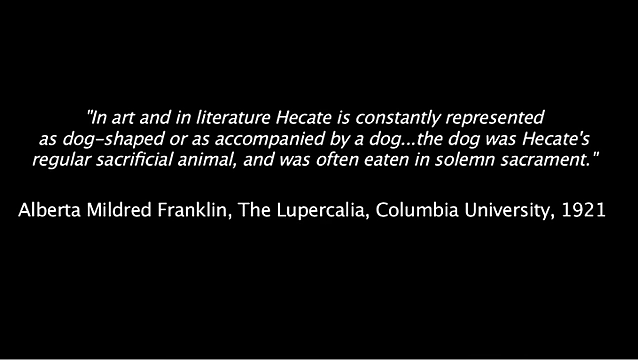 "In art and in literature Hecate is constantly represented
as dog-shaped or as accompanied by a dog...the dog was Hecate's
regular sacrificial animal, and was often eaten in solemn sacrament."
Alberta Mildred Franklin, The Lupercalia, Columbia University, 1921